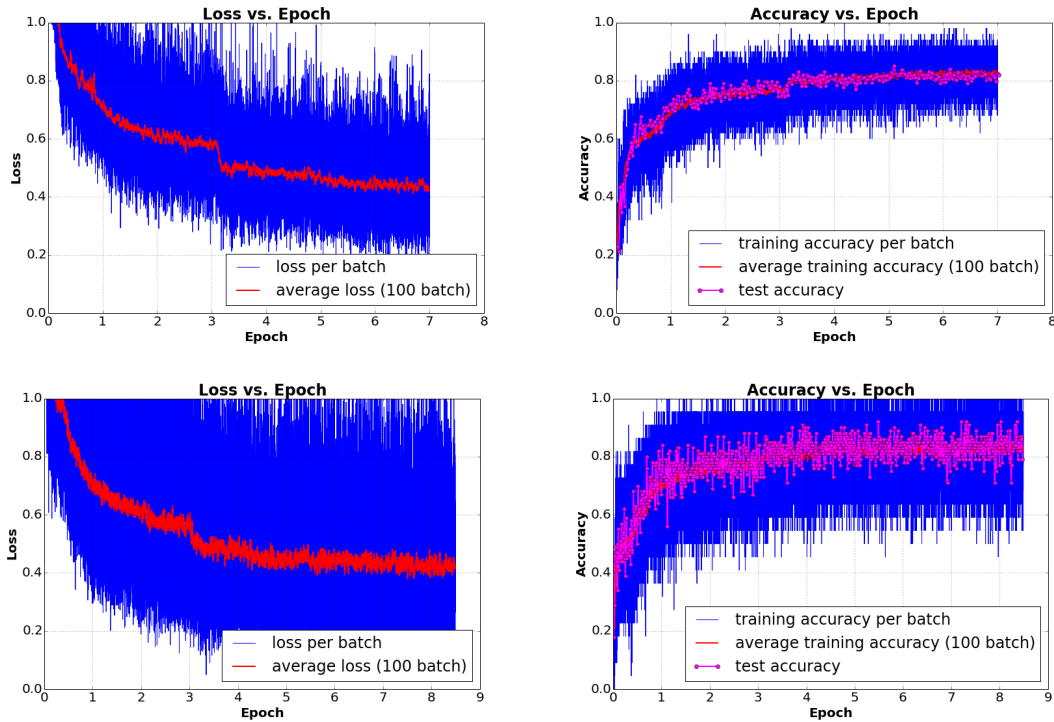 Loss vs. Epoch
1.0
0.8
0.6
0.4
0.2
0.0
Loss
0 1 2 3 4 5 6 7 8
Epoch
loss per batch
average loss (100 batch)
Accuracy vs. Epoch
1.0
0.8
0.6
0.4
0.2
0.0
Accuracy
0 1 2 3 4 5 6 7 8
Epoch
training accuracy per batch
average training accuracy (100 batch)
test accuracy
Loss vs. Epoch
1.0
0.8
0.6
0.4
0.2
0.0
Loss
0 1 2 3 4 5 6 7 8 9
Epoch
loss per batch
average loss (100 batch)
Accuracy vs. Epoch
1.0
0.8
0.6
0.4
0.2
0.0
Accuracy
0 1 2 3 4 5 6 7 8 9
Epoch
training accuracy per batch
average training accuracy (100 batch)
test accuracy